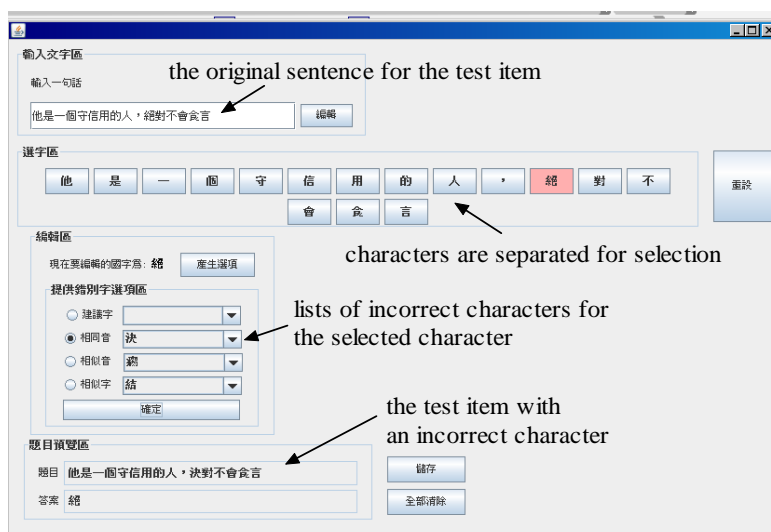 輸入文字區
輸入一句話
the original sentence for the test item
他是一個守信用的人，絕對不會食言
編輯
選字區
他 是 一 個 守 信 用 的 人 ， 絕 對 不
會 食 言
重設
characters are separated for selection
編輯區
現在要編輯的國字為: 絕
產生選項
提供錯別字選項區
建議字
相同音 決
相似音
相似字 結
確定
lists of incorrect characters for
the selected character
the test item with
an incorrect character
題目預覽區
題目 他是一個守信用的人，決對不會食言
答案 絕
儲存
全部清除